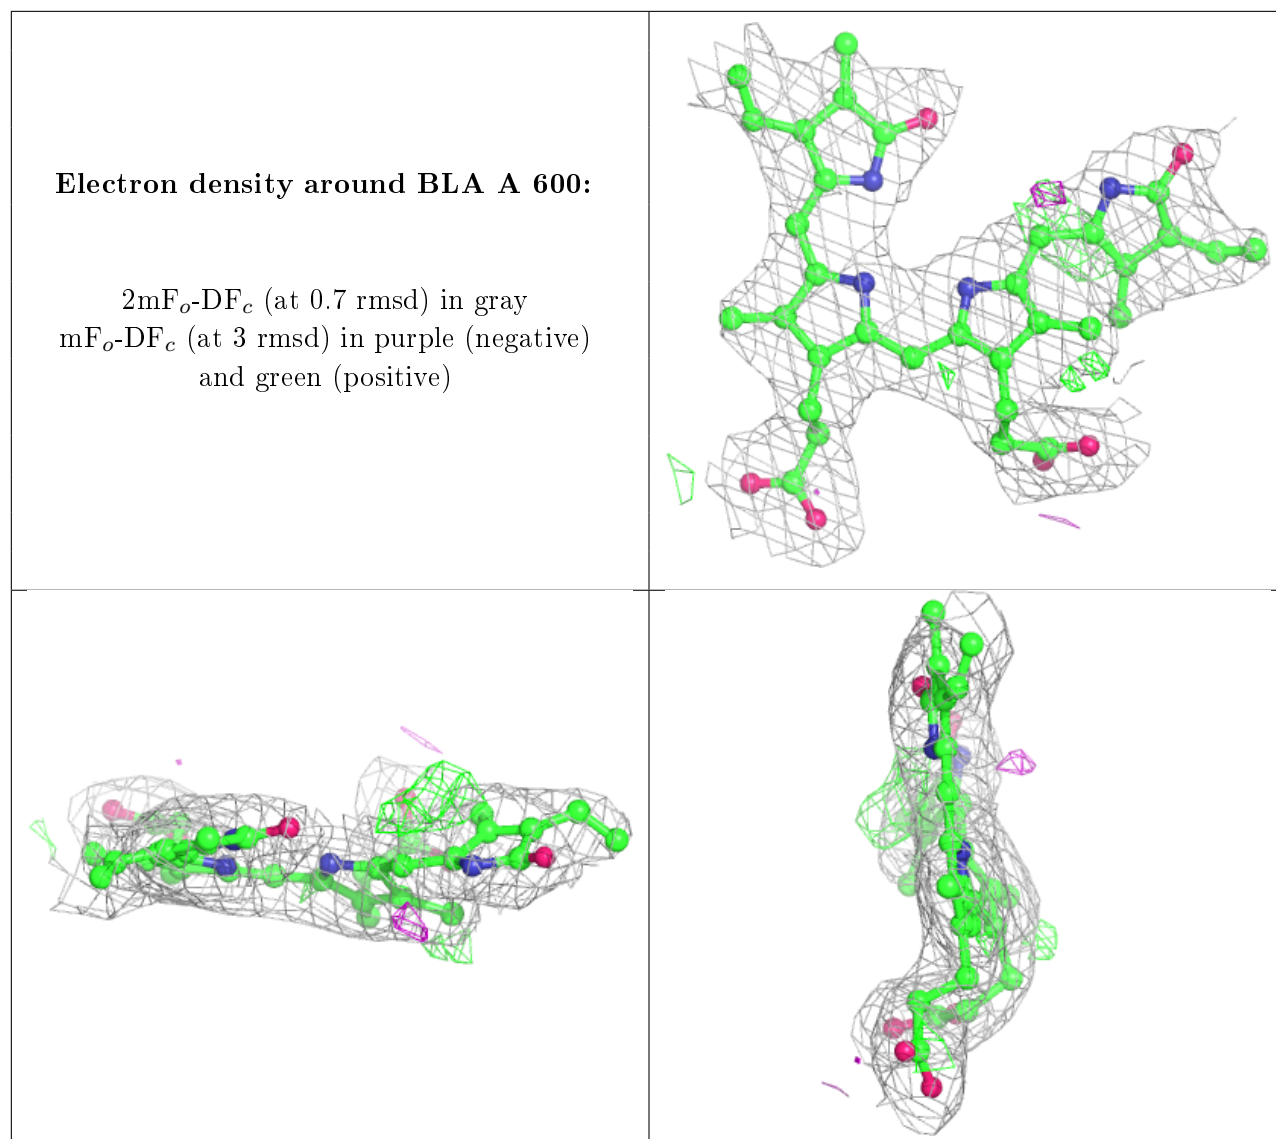 Electron density around BLA A 600:
2mFₒ-DF𝒸 (at 0.7 rmsd) in gray
mFₒ-DF𝒸 (at 3 rmsd) in purple (negative)
and green (positive)